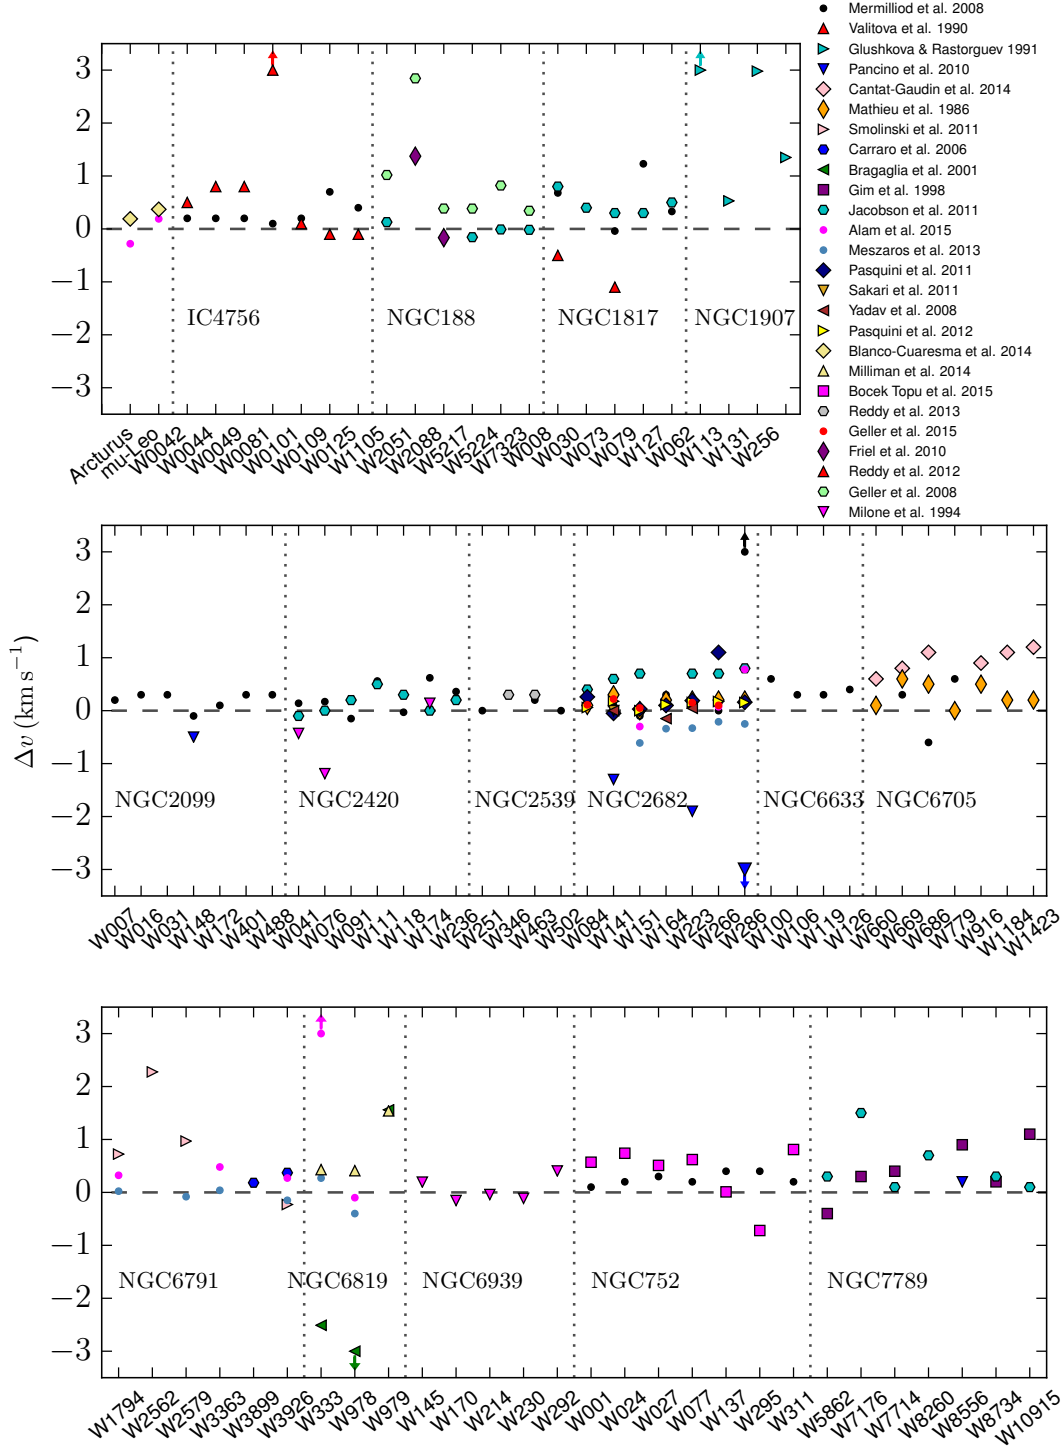 Mermilliod et al. 2008
Valitova et al. 1990
Glushkova & Rastorguev 1991
Pancino et al. 2010
Cantat-Gaudin et al. 2014
Mathieu et al. 1986
Smolinski et al. 2011
Carraro et al. 2006
Bragaglia et al. 2001
Gim et al. 1998
Jacobson et al. 2011
Alam et al. 2015
Meszaros et al. 2013
Pasquini et al. 2011
Sakari et al. 2011
Yadav et al. 2008
Pasquini et al. 2012
Blanco-Cuaresma et al. 2014
Milliman et al. 2014
Bocek Topu et al. 2015
Reddy et al. 2013
Geller et al. 2015
Friel et al. 2010
Reddy et al. 2012
Geller et al. 2008
Milone et al. 1994
3
2
1
0
−1
−2
−3
IC4756 NGC188 NGC1817 NGC1907
Arcturus mu-Leo W0042 W0044 W0049 W0081 W0101 W0109 W0125 W1105 W2051 W2088 W5217 W5224 W7323 W008 W030 W073 W079 W127 W062 W113 W131 W256
Δv (km s⁻¹)
3
2
1
0
−1
−2
−3
NGC2099 NGC2420 NGC2539 NGC2682 NGC6633 NGC6705
W007 W016 W031 W148 W172 W401 W488 W041 W076 W091 W111 W118 W174 W236 W251 W346 W463 W502 W084 W141 W151 W164 W223 W266 W286 W100 W106 W119 W126 W660 W669 W686 W779 W916 W1184 W1423
3
2
1
0
−1
−2
−3
NGC6791 NGC6819 NGC6939 NGC752 NGC7789
W1794 W2562 W2579 W3363 W3899 W3926 W333 W978 W979 W145 W170 W214 W230 W292 W001 W024 W027 W077 W137 W295 W311 W5862 W7176 W7714 W8260 W8556 W8734 W10915